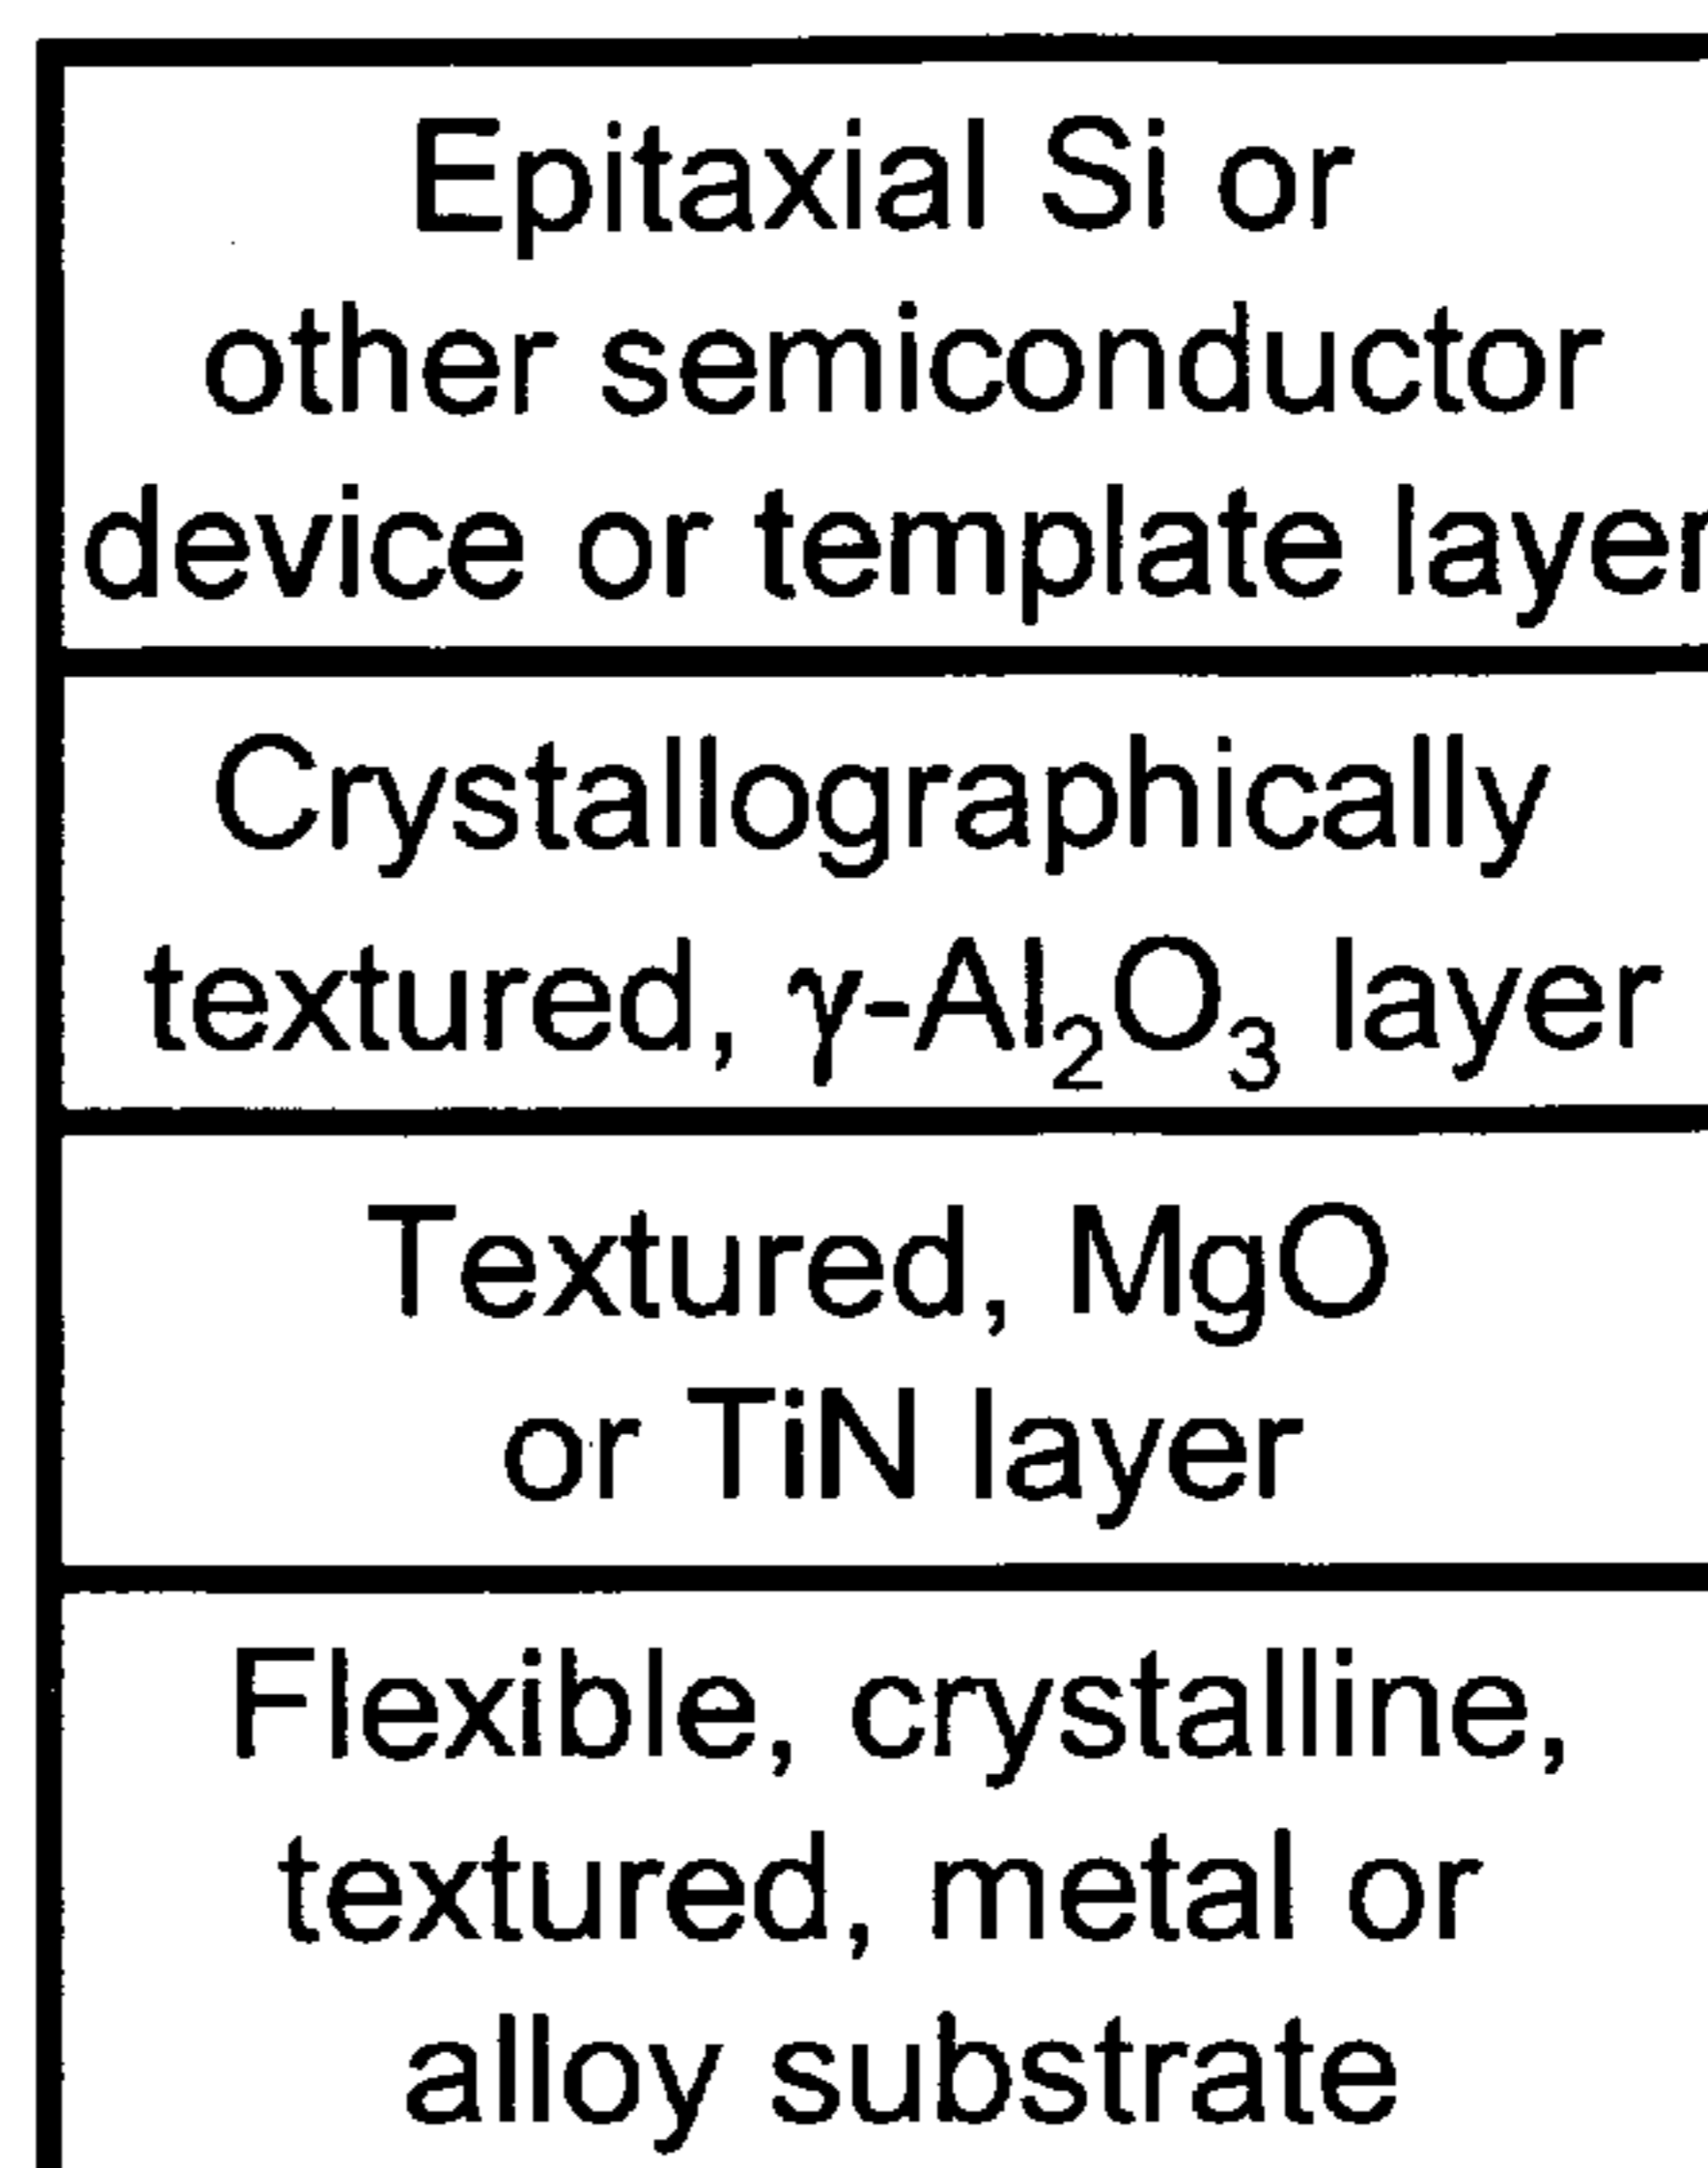 Epitaxial Si or
other semiconductor
device or template layer
Crystallographically
textured, γ-Al₂O₃ layer
Textured, MgO
or TiN layer
Flexible, crystalline,
textured, metal or
alloy substrate